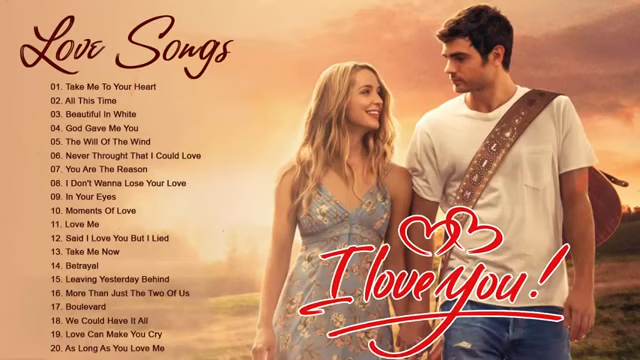 Love Songs
01. Take Me To Your Heart
02. All This Time
03. Beautiful In White
04. God Gave Me You
05. The Will Of The Wind
06. Never Throught That I Could Love
07. You Are The Reason
08. I Don't Wanna Lose Your Love
09. In Your Eyes
10. Moments Of Love
11. Love Me
12. Said I Love You But I Lied
13. Take Me Now
14. Betrayal
15. Leaving Yesterday Behind
16. More Than Just The Two Of Us
17. Boulevard
18. We Could Have It All
19. Love Can Make You Cry
20. As Long As You Love Me
I love you!